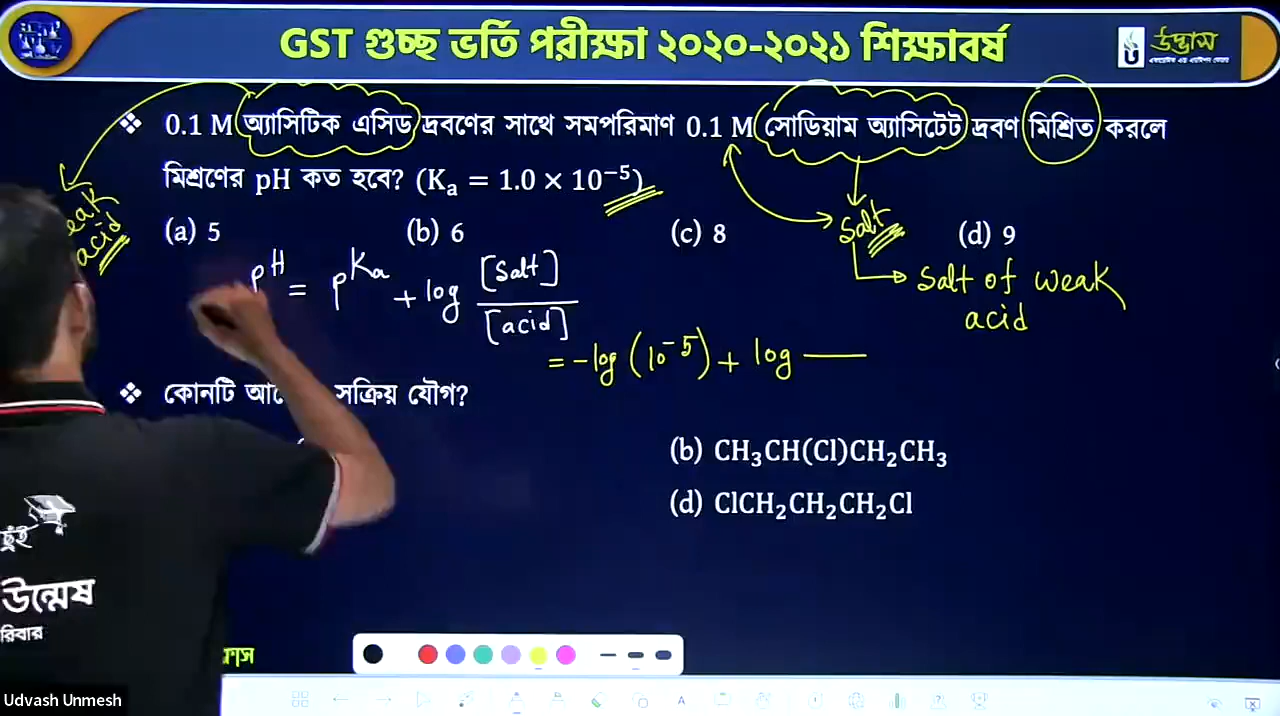 GST গুচ্ছ ভর্তি পরীক্ষা ২০২০-২০২১ শিক্ষাবর্ষ
উদ্ভাস
❖ 0.1 M অ্যাসিটিক এসিড দ্রবণের সাথে সমপরিমাণ 0.1 M সোডিয়াম অ্যাসিটেট দ্রবণ মিশ্রিত করলে
মিশ্রণের pH কত হবে? (Kₐ = 1.0 × 10⁻⁵)
eak
acid
(a) 5 (b) 6 (c) 8 (d) 9
Salt
Salt of weak
acid
pH = pKa + log [Salt] / [acid]
= -log (10⁻⁵) + log
❖ কোনটি সক্রিয় যৌগ?
(b) CH₃CH(Cl)CH₂CH₃
(d) ClCH₂CH₂CH₂Cl
উন্মেষ
রিবার
Udvash Unmesh